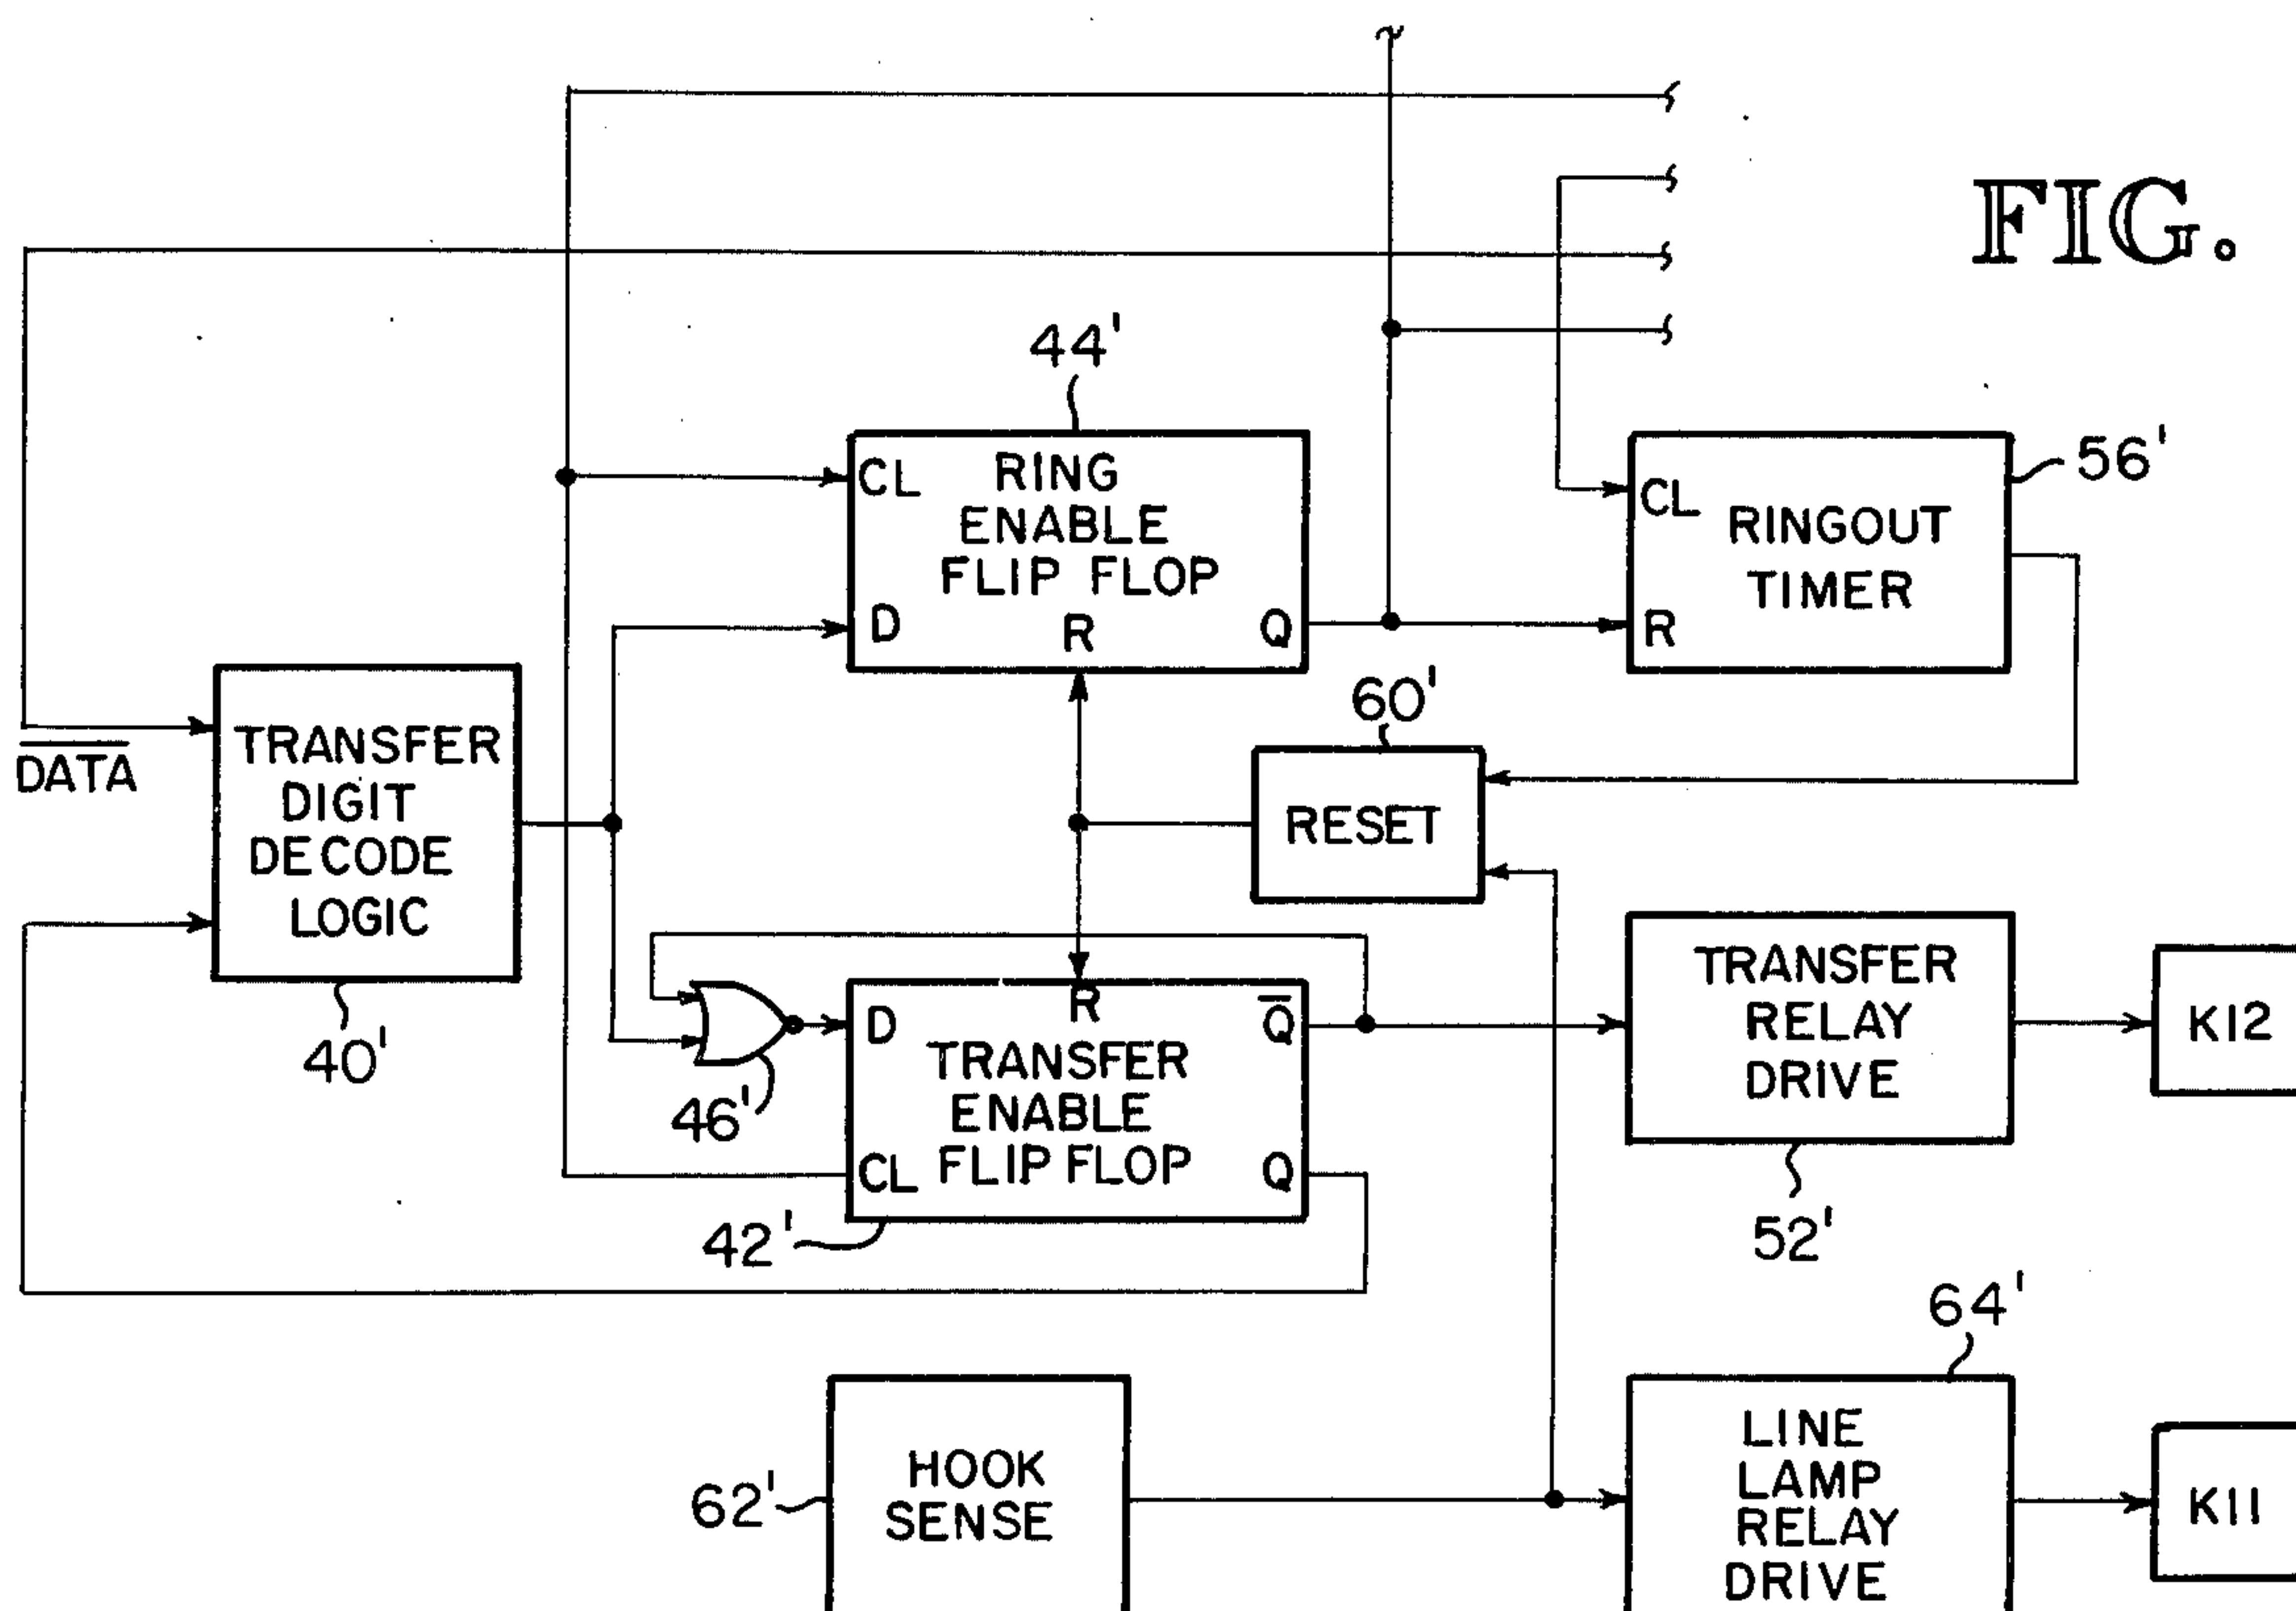 FIG.
44'
CL
RING
ENABLE
FLIP FLOP
D
R
Q
56'
CL
RINGOUT
TIMER
R
DATA
TRANSFER
DIGIT
DECODE
LOGIC
40'
60'
RESET
46'
D
R
Q
TRANSFER
ENABLE
FLIP FLOP
CL
Q
42'
TRANSFER
RELAY
DRIVE
52'
K12
62'
HOOK
SENSE
64'
LINE
LAMP
RELAY
DRIVE
K11